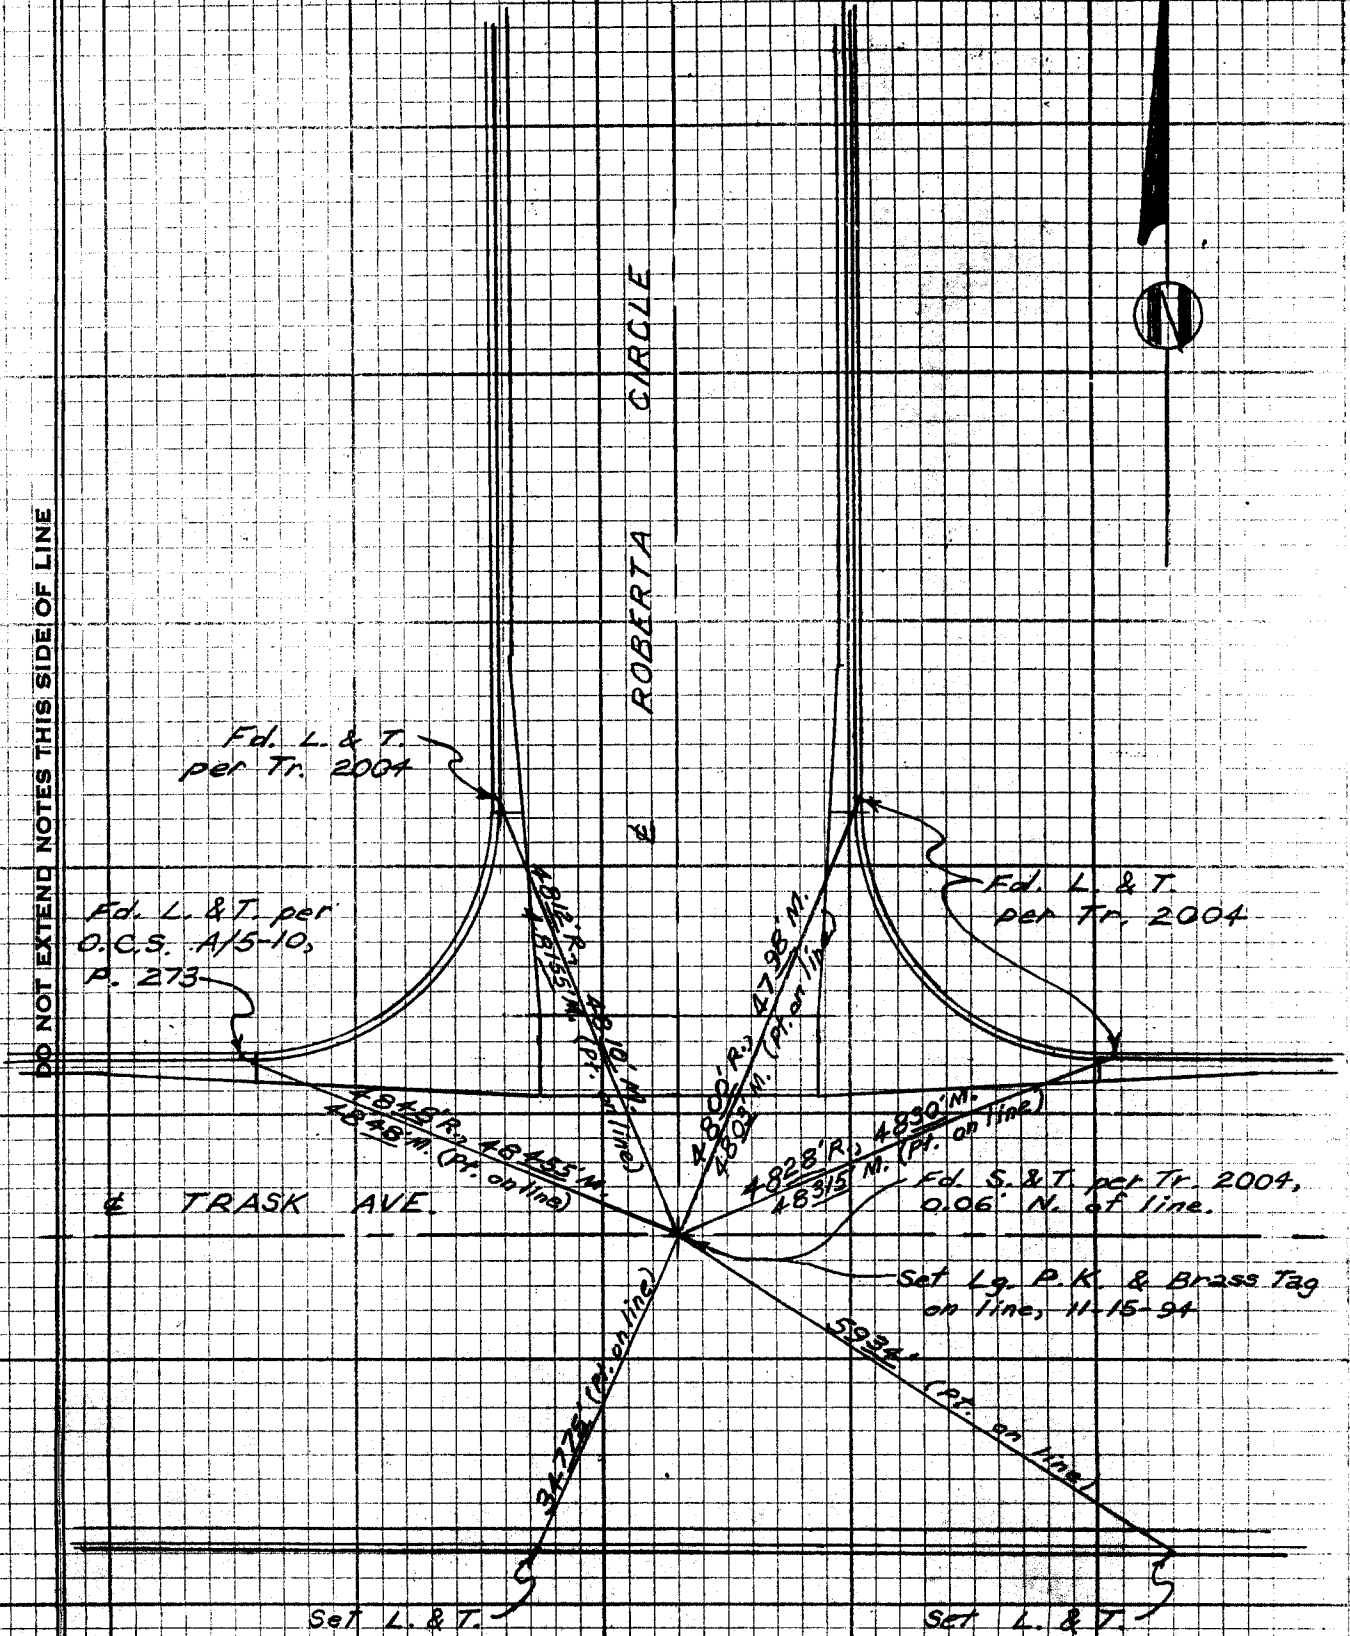 N
DO NOT EXTEND NOTES THIS SIDE OF LINE
℄ ROBERTA CIRCLE
Fd. L. & T.
per Tr. 2004
Fd. L. & T.
per Tr. 2004
Fd. L. & T. per
O.C.S. A/5-10,
P. 273
48.12' R., 48.10' M.
48.155' M. (Pt. on line)
48.00' R., 47.98' M.
48.03' M. (Pt. on line)
48.48' R., 48.455' M.
48.48' M. (Pt. on line)
48.28' R., 48.30' M.
48.315' M. (Pt. on line)
℄ TRASK AVE.
Fd. S. & T. per Tr. 2004,
0.06' N. of line.
Set Lg. P.K. & Brass Tag
on line, 11-15-94
34.775' (Pt. on line)
59.34' (Pt. on line)
Set L. & T.
Set L. & T.